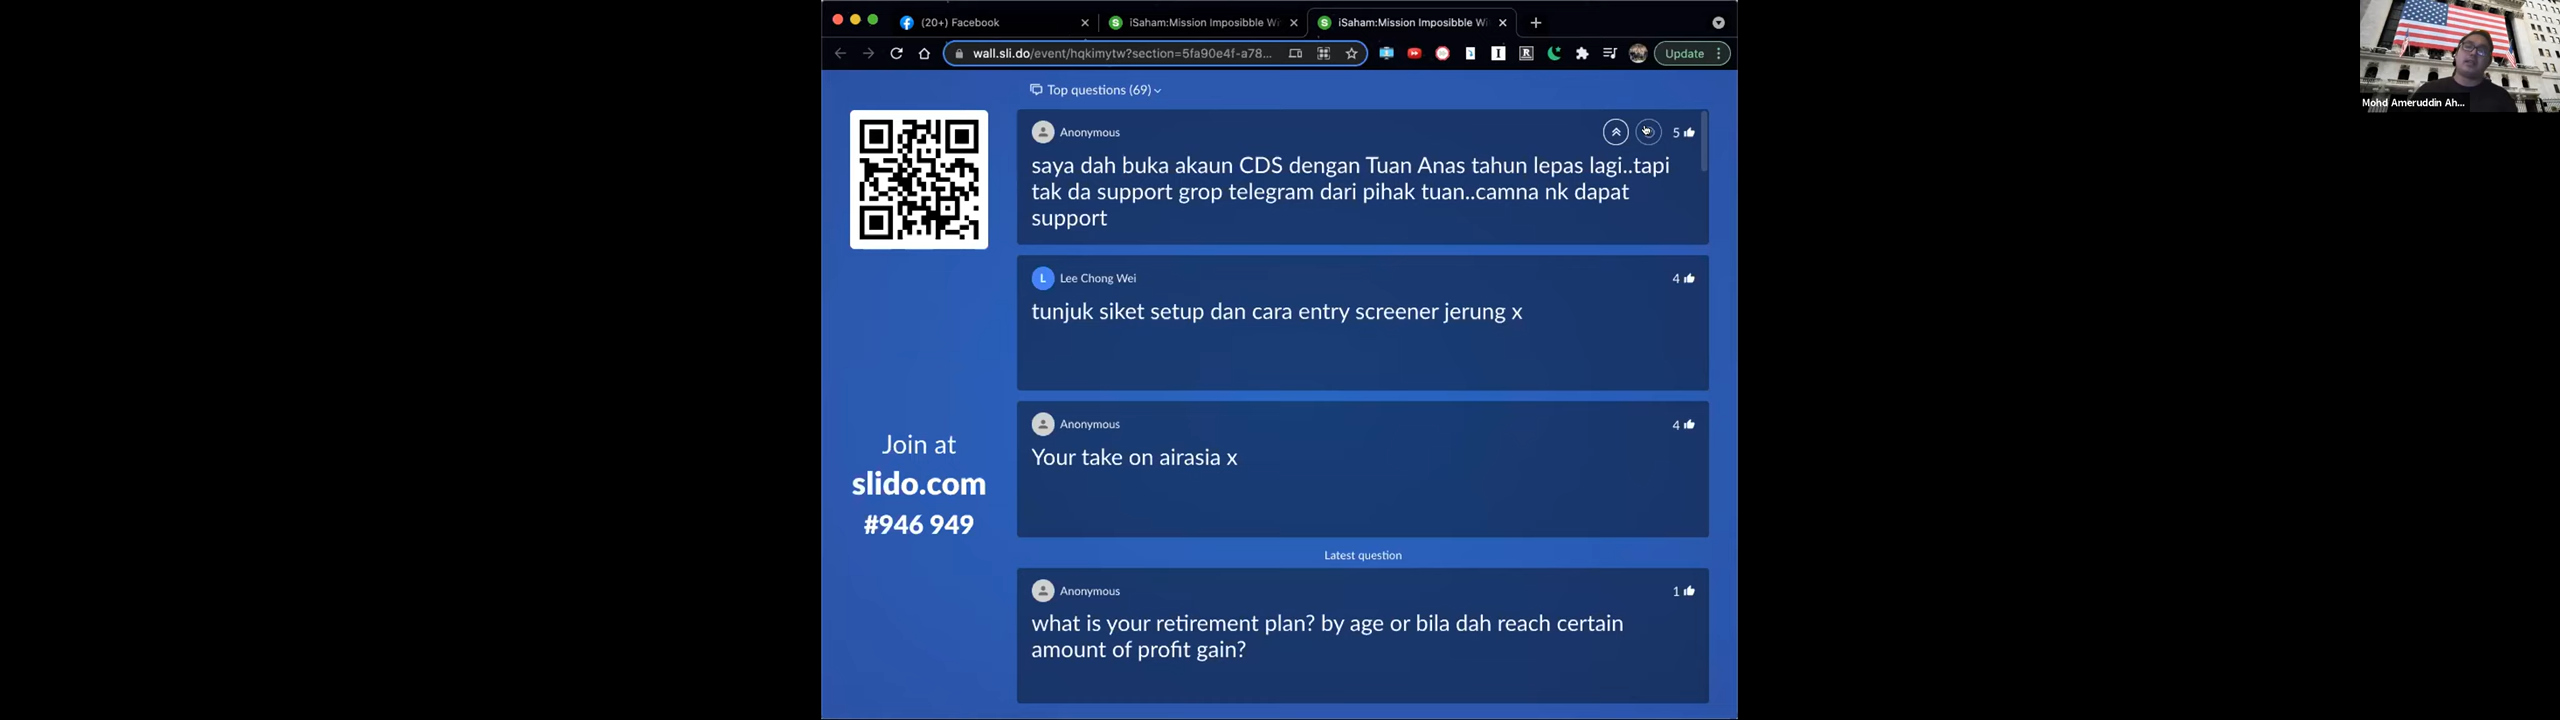 (20+) Facebook
iSaham:Mission Imposibble Wi
iSaham:Mission Imposibble Wi
wall.sli.do/event/hqkimytw?section=5fa90e4f-a78...
Update
Mohd Ameruddin Ah...
Top questions (69)
Anonymous
5
saya dah buka akaun CDS dengan Tuan Anas tahun lepas lagi..tapi
tak da support grop telegram dari pihak tuan..camna nk dapat
support
L
Lee Chong Wei
4
tunjuk siket setup dan cara entry screener jerung x
Anonymous
4
Your take on airasia x
Join at
slido.com
#946 949
Latest question
Anonymous
1
what is your retirement plan? by age or bila dah reach certain
amount of profit gain?